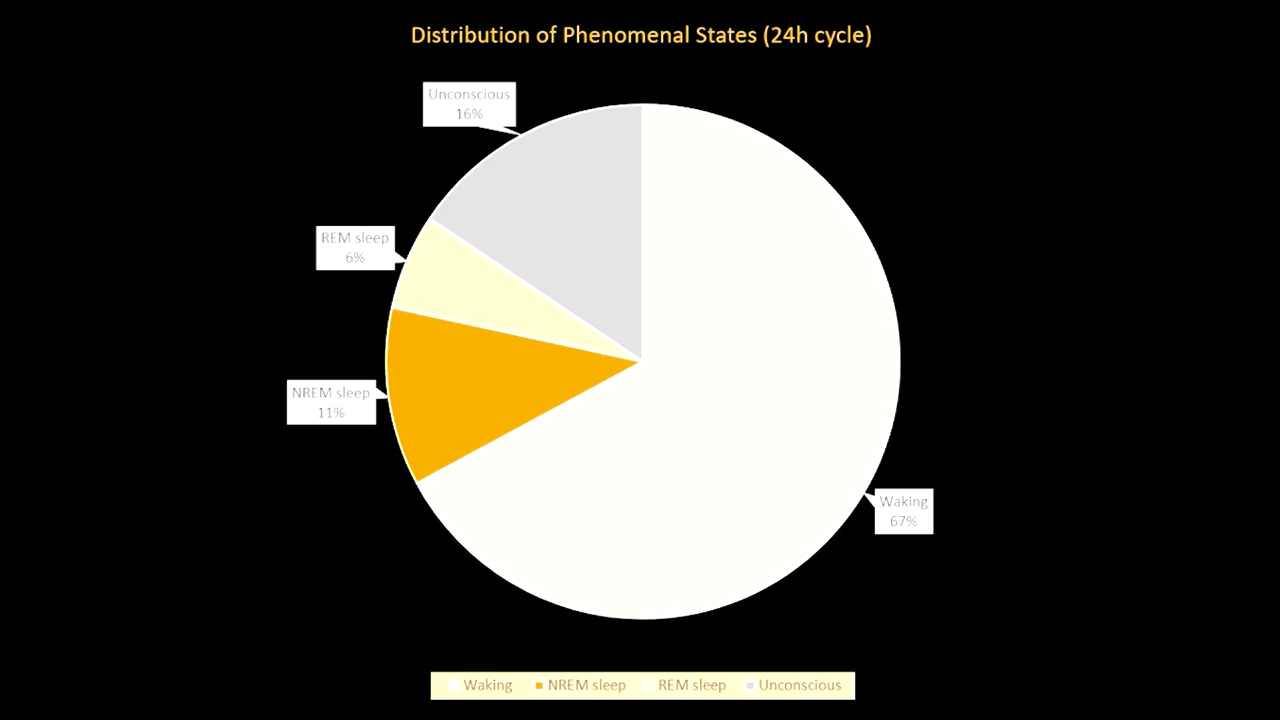 Distribution of Phenomenal States (24h cycle)
Unconscious
16%
REM sleep
6%
NREM sleep
11%
Waking
67%
Waking NREM sleep REM sleep Unconscious